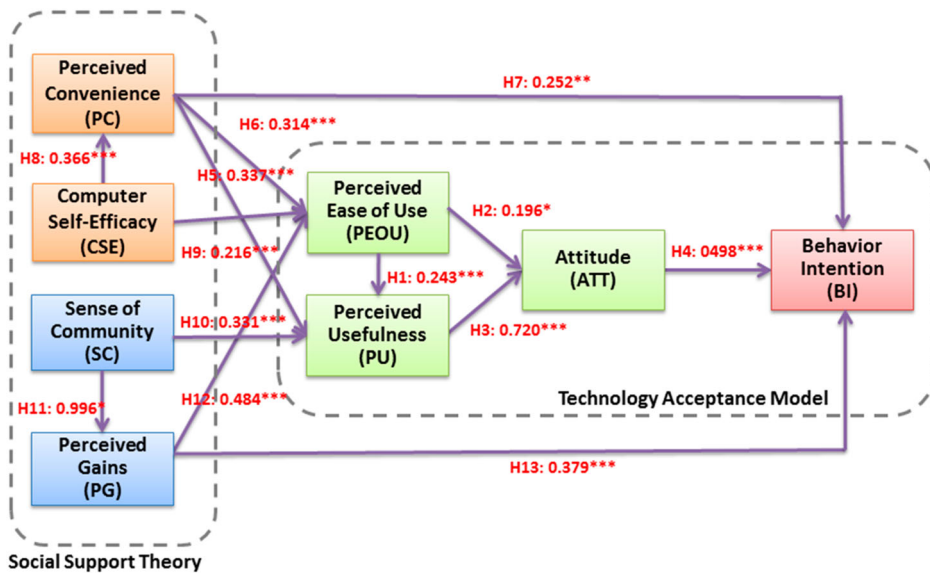 Perceived
Convenience
(PC)
H7: 0.252**
H6: 0.314***
H8: 0.366***
H5: 0.337***
Computer
Self-Efficacy
(CSE)
Perceived
Ease of Use
(PEOU)
H2: 0.196*
H9: 0.216***
Attitude
(ATT)
H4: 0498***
Behavior
Intention
(BI)
H1: 0.243***
Sense of
Community
(SC)
H10: 0.331***
Perceived
Usefulness
(PU)
H3: 0.720***
H11: 0.996*
H12: 0.484***
Technology Acceptance Model
Perceived
Gains
(PG)
H13: 0.379***
Social Support Theory